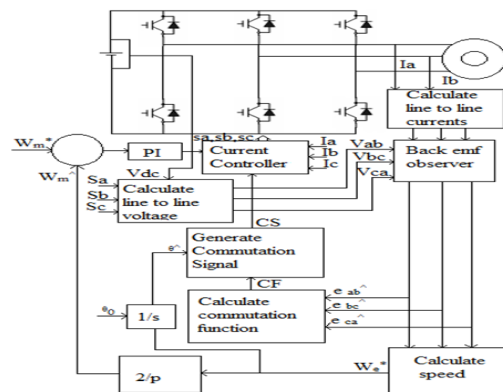 Ia
Ib
Calculate
line to line
currents
sa,sb,sc
Wm*
PI
Current
Controller
Ia
Ib
Ic
Vab
Vbc
Vca
Back emf
observer
Wm^
Vdc
Sa
Sb
Sc
Calculate
line to line
voltage
CS
θ^
Generate
Commutation
Signal
CF
θ0
1/s
Calculate
commutation
function
e ab^
e bc^
e ca^
2/p
We^
Calculate
speed